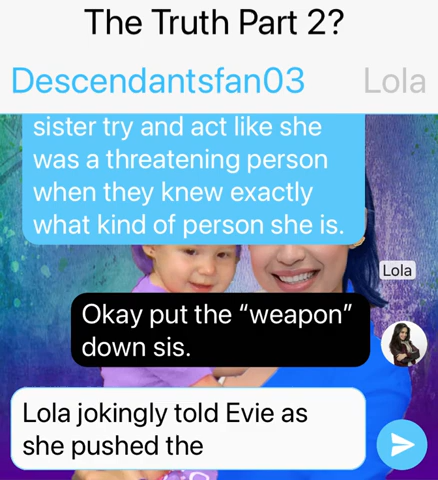 The Truth Part 2?
Descendantsfan03 Lola
sister try and act like she
was a threatening person
when they knew exactly
what kind of person she is.
Lola
Okay put the “weapon”
down sis.
Lola jokingly told Evie as
she pushed the